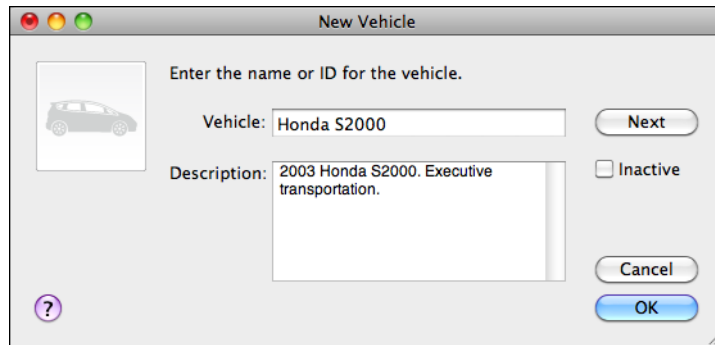 New Vehicle
Enter the name or ID for the vehicle.
Vehicle: Honda S2000
Next
Description: 2003 Honda S2000. Executive
transportation.
Inactive
Cancel
?
OK